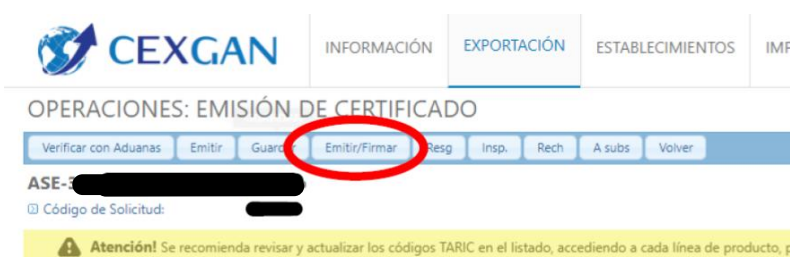 CEXGAN INFORMACIÓN EXPORTACIÓN ESTABLECIMIENTOS
OPERACIONES: EMISIÓN DE CERTIFICADO
Verificar con Aduanas Emitir Emitir/Firmar Resg Insp. Rech A subs Volver
ASE-
Código de Solicitud:
Atención! Se recomienda revisar y actualizar los códigos TARIC en el listado, accediendo a cada línea de producto,